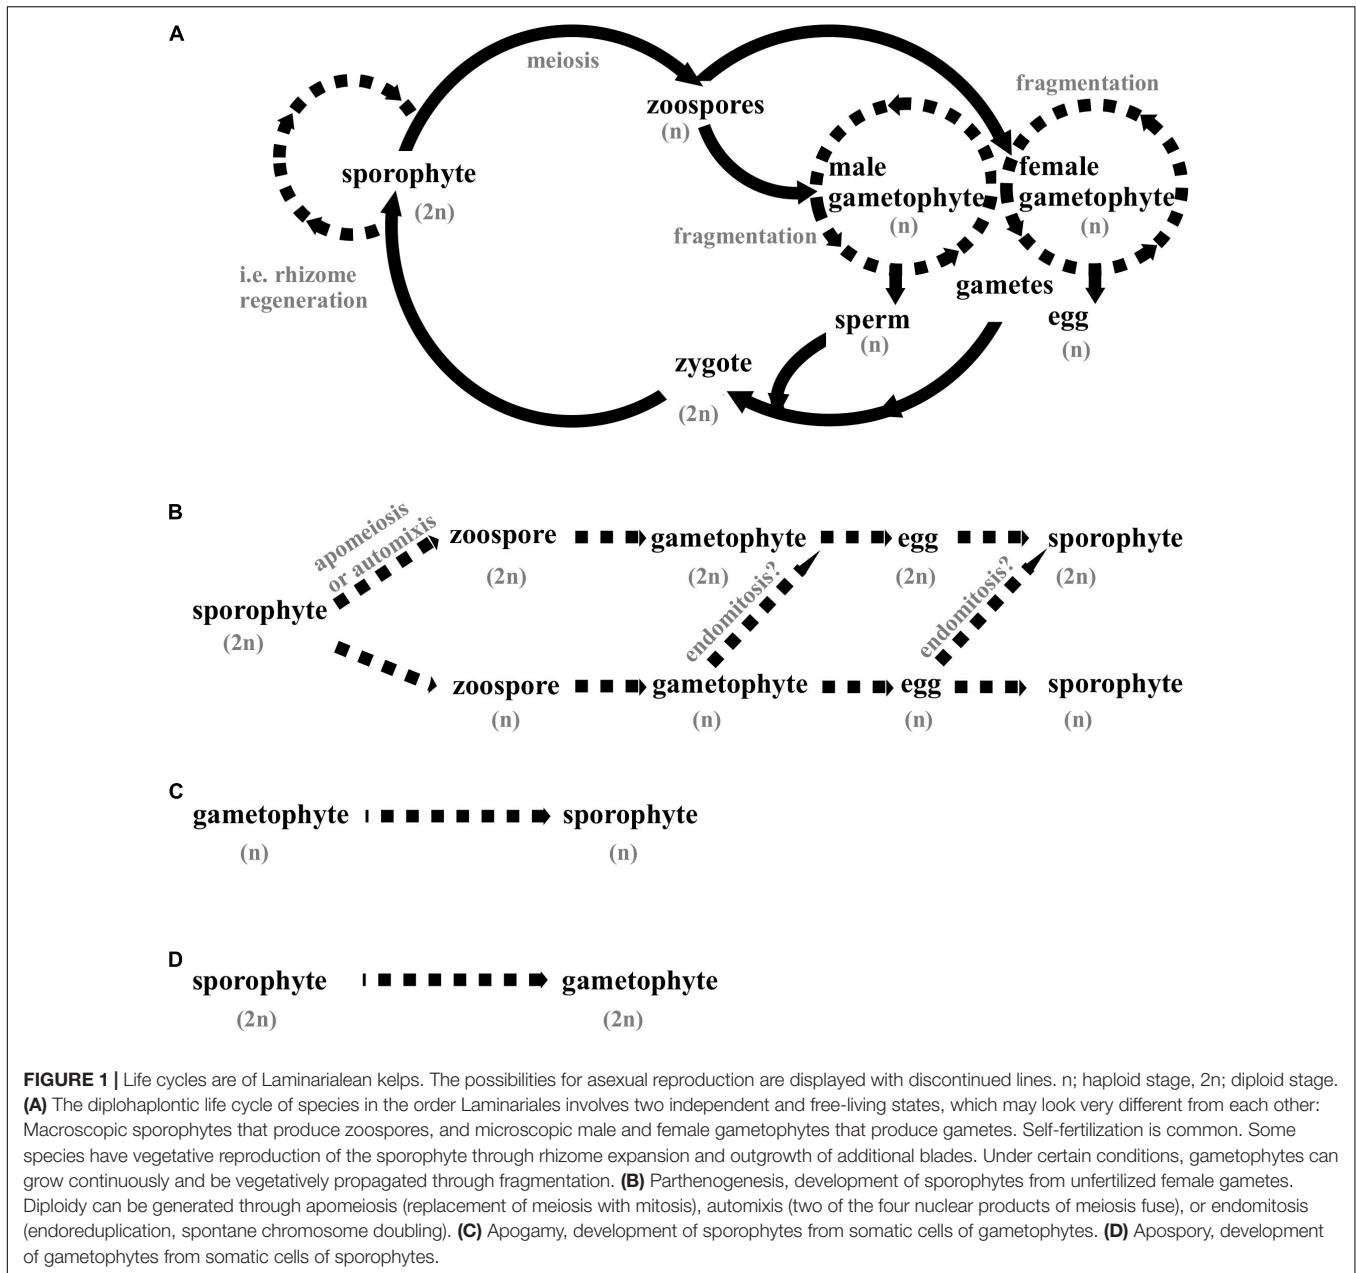 A
meiosis
zoospores
(n)
fragmentation
male
gametophyte
(n)
female
gametophyte
(n)
sporophyte
(2n)
fragmentation
i.e. rhizome
regeneration
gametes
sperm
(n)
egg
(n)
zygote
(2n)
B
apomeiosis
or automixis
zoospore
gametophyte
egg
sporophyte
(2n)
(2n)
(2n)
(2n)
sporophyte
(2n)
endomitosis?
endomitosis?
zoospore
gametophyte
egg
sporophyte
(n)
(n)
(n)
(n)
C
gametophyte
sporophyte
(n)
(n)
D
sporophyte
gametophyte
(2n)
(2n)
FIGURE 1 | Life cycles are of Laminarialean kelps. The possibilities for asexual reproduction are displayed with discontinued lines. n; haploid stage, 2n; diploid stage.
(A) The diplohaplontic life cycle of species in the order Laminariales involves two independent and free-living states, which may look very different from each other:
Macroscopic sporophytes that produce zoospores, and microscopic male and female gametophytes that produce gametes. Self-fertilization is common. Some
species have vegetative reproduction of the sporophyte through rhizome expansion and outgrowth of additional blades. Under certain conditions, gametophytes can
grow continuously and be vegetatively propagated through fragmentation. (B) Parthenogenesis, development of sporophytes from unfertilized female gametes.
Diploidy can be generated through apomeiosis (replacement of meiosis with mitosis), automixis (two of the four nuclear products of meiosis fuse), or endomitosis
(endoreduplication, spontane chromosome doubling). (C) Apogamy, development of sporophytes from somatic cells of gametophytes. (D) Apospory, development
of gametophytes from somatic cells of sporophytes.